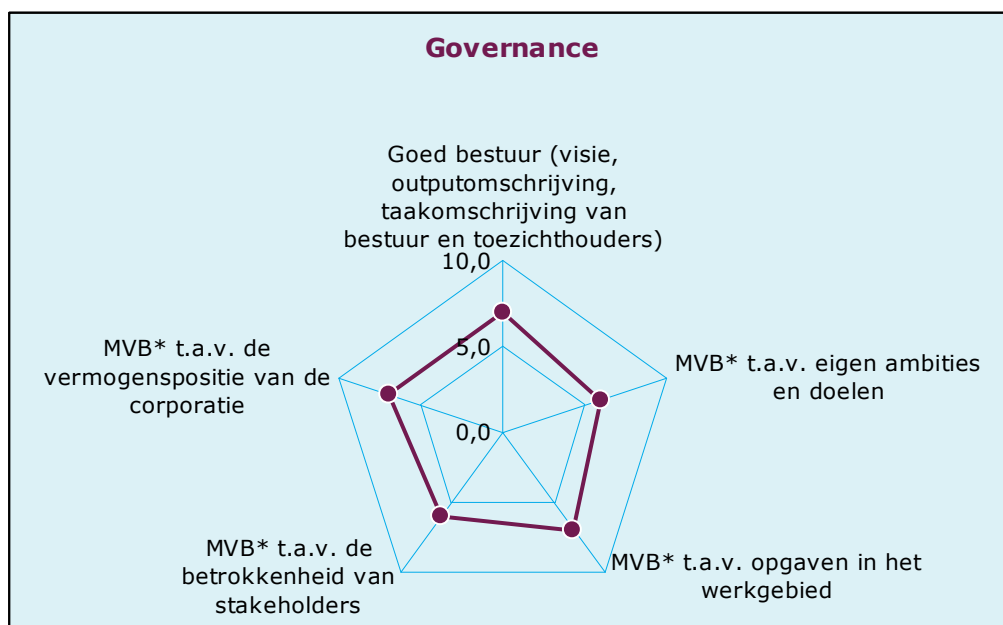 Governance
Goed bestuur (visie,
outputomschrijving,
taakomschrijving van
bestuur en toezichthouders)
10,0
5,0
0,0
MVB* t.a.v. eigen ambities
en doelen
MVB* t.a.v. opgaven in het
werkgebied
MVB* t.a.v. de
betrokkenheid van
stakeholders
MVB* t.a.v. de
vermogenspositie van de
corporatie